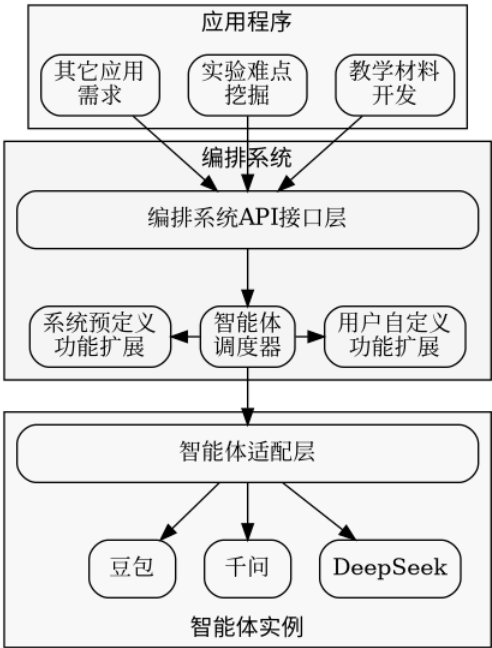 应用程序
其它应用
需求
实验难点
挖掘
教学材料
开发
编排系统
编排系统API接口层
系统预定义
功能扩展
智能体
调度器
用户自定义
功能扩展
智能体适配层
豆包
千问
DeepSeek
智能体实例